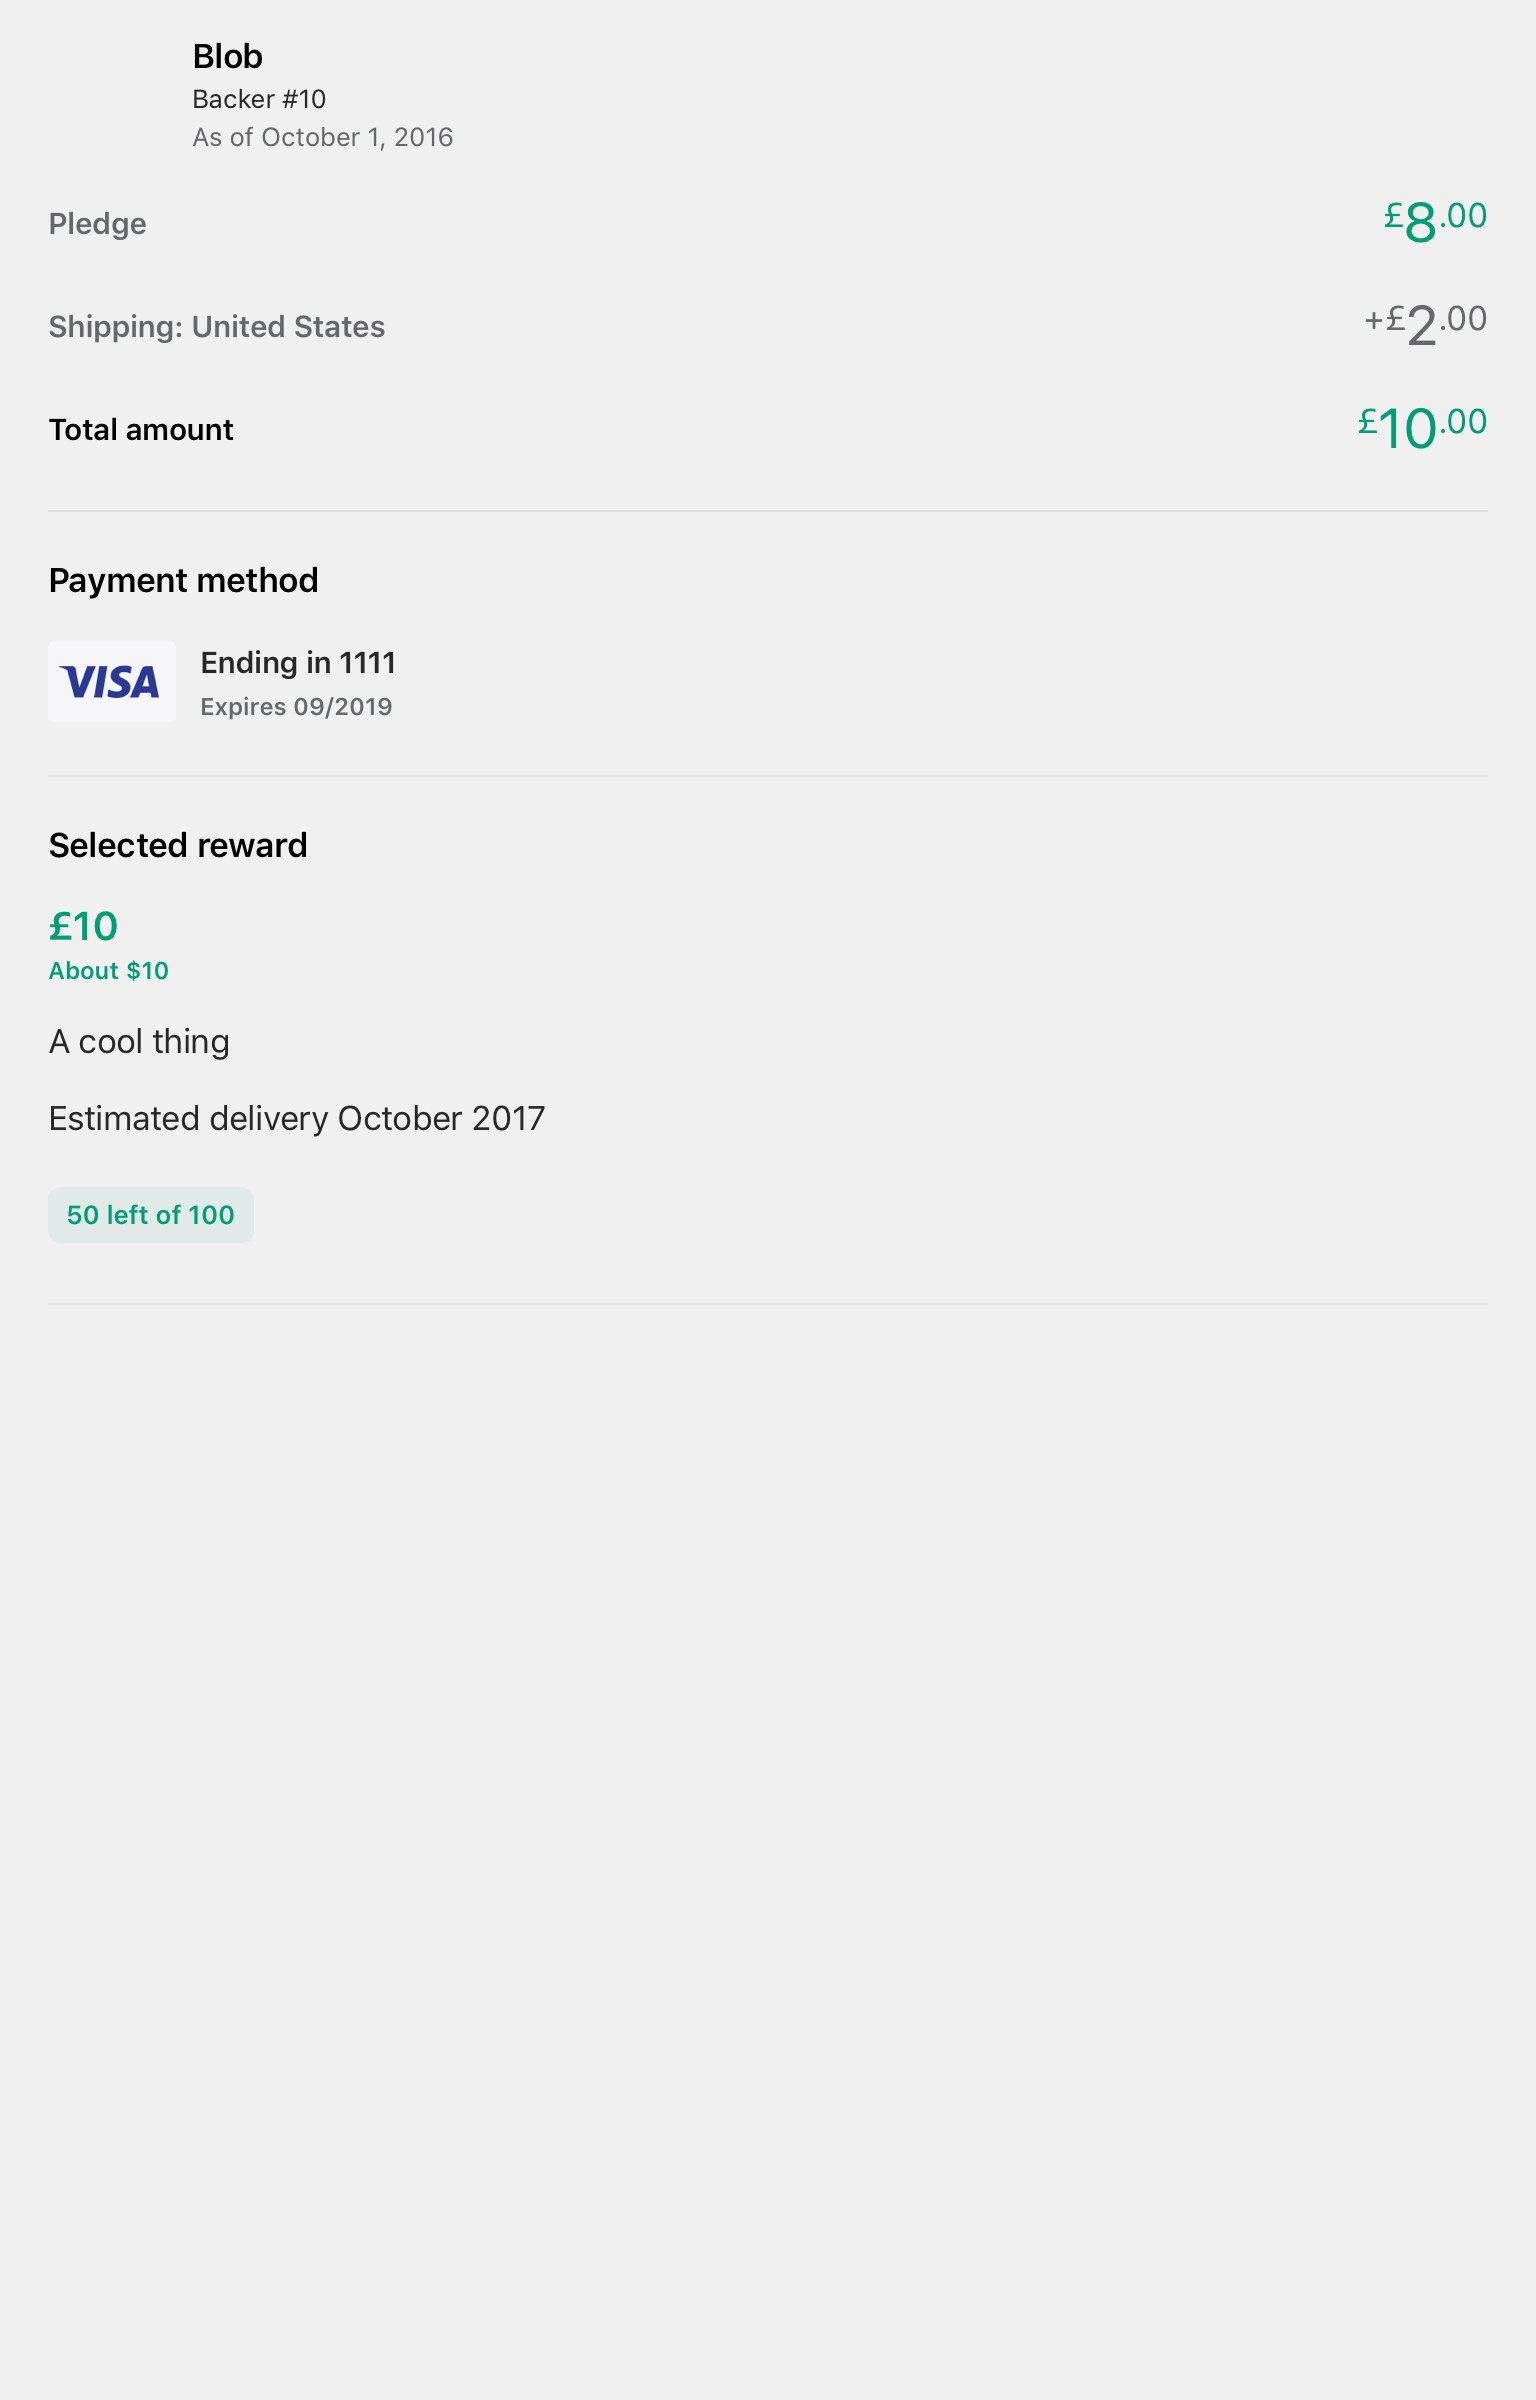 Blob
Backer #10
As of October 1, 2016
Pledge £8.00
Shipping: United States +£2.00
Total amount £10.00
Payment method
VISA
Ending in 1111
Expires 09/2019
Selected reward
£10
About $10
A cool thing
Estimated delivery October 2017
50 left of 100